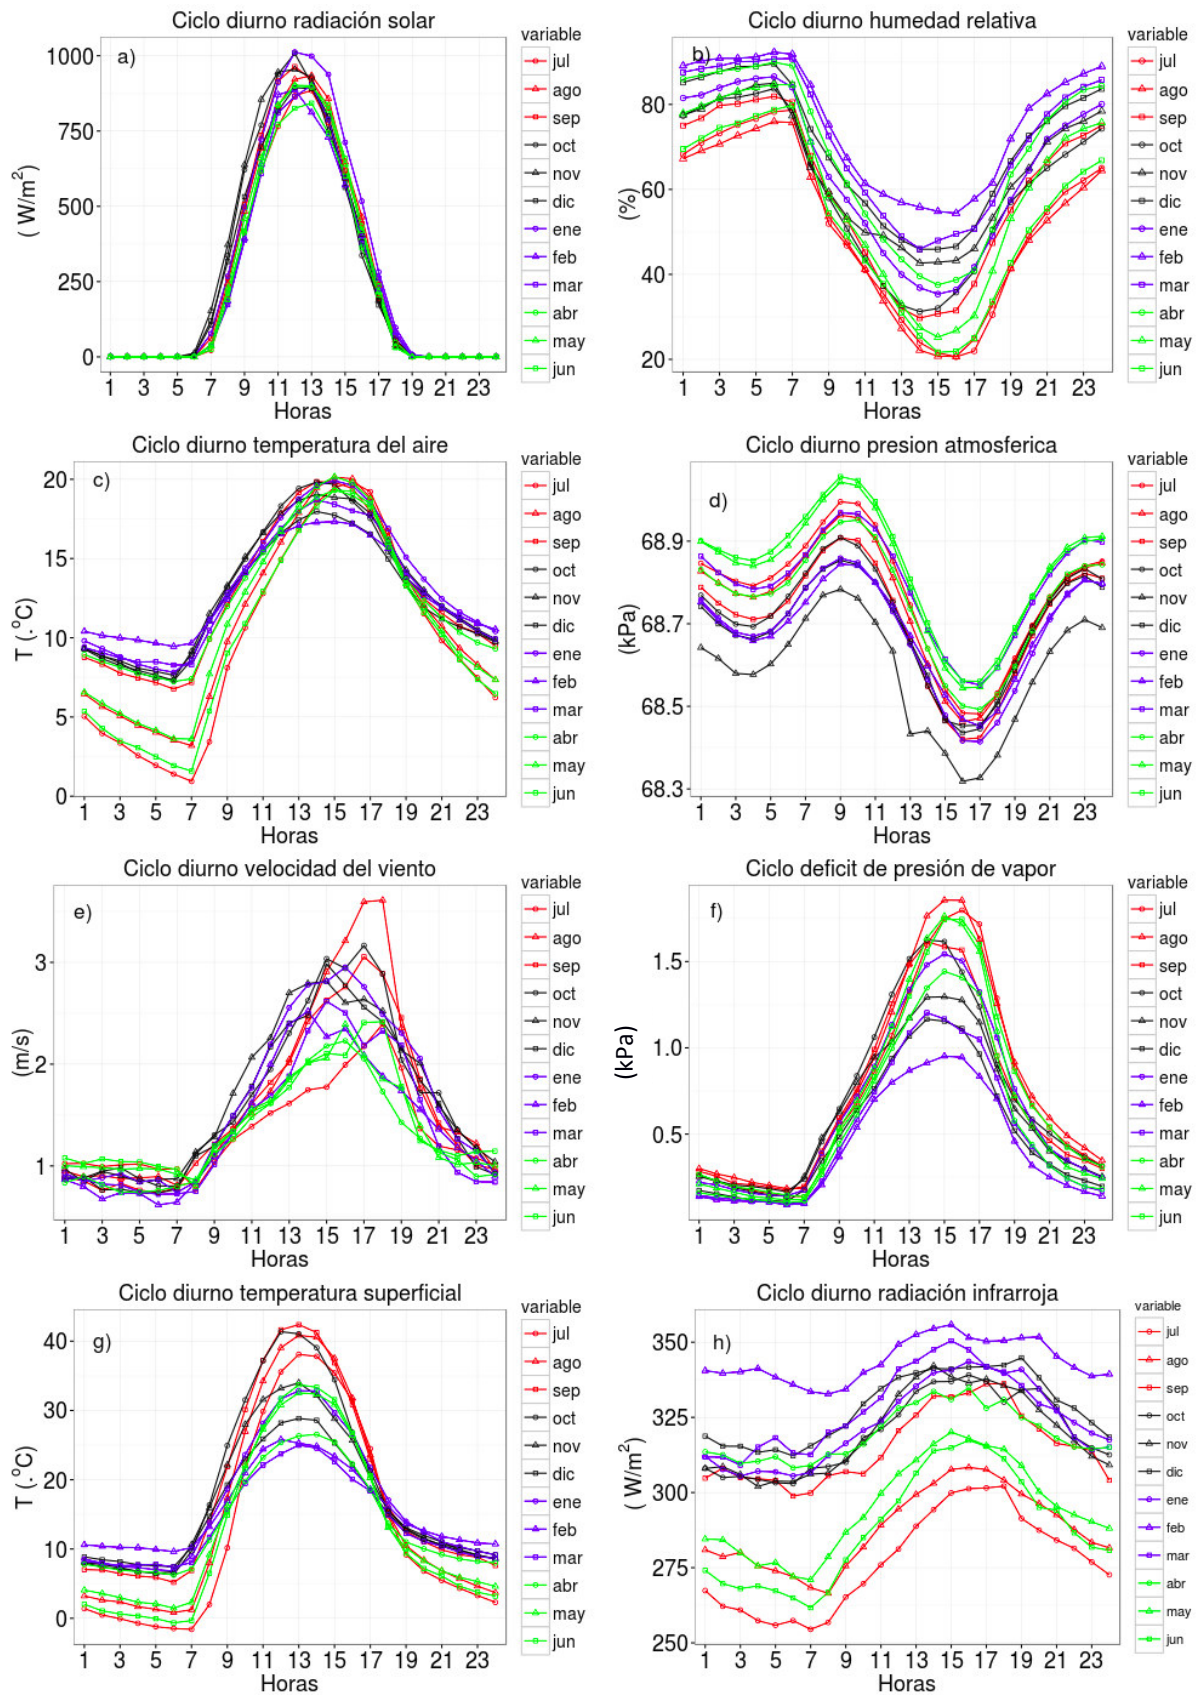 Ciclo diurno radiación solar
a)
1000
750
500
250
0
( W/m²)
1 3 5 7 9 11 13 15 17 19 21 23
Horas
variable
jul
ago
sep
oct
nov
dic
ene
feb
mar
abr
may
jun
Ciclo diurno humedad relativa
b)
80
60
40
20
(%)
1 3 5 7 9 11 13 15 17 19 21 23
Horas
variable
jul
ago
sep
oct
nov
dic
ene
feb
mar
abr
may
jun
Ciclo diurno temperatura del aire
c)
20
15
10
5
0
T (.°C)
1 3 5 7 9 11 13 15 17 19 21 23
Horas
variable
jul
ago
sep
oct
nov
dic
ene
feb
mar
abr
may
jun
Ciclo diurno presion atmosferica
d)
68.9
68.7
68.5
68.3
(kPa)
1 3 5 7 9 11 13 15 17 19 21 23
Horas
variable
jul
ago
sep
oct
nov
dic
ene
feb
mar
abr
may
jun
Ciclo diurno velocidad del viento
e)
3
2
1
(m/s)
1 3 5 7 9 11 13 15 17 19 21 23
Horas
variable
jul
ago
sep
oct
nov
dic
ene
feb
mar
abr
may
jun
Ciclo deficit de presión de vapor
f)
1.5
1.0
0.5
(kPa)
1 3 5 7 9 11 13 15 17 19 21 23
Horas
variable
jul
ago
sep
oct
nov
dic
ene
feb
mar
abr
may
jun
Ciclo diurno temperatura superficial
g)
40
30
20
10
0
T (.°C)
1 3 5 7 9 11 13 15 17 19 21 23
Horas
variable
jul
ago
sep
oct
nov
dic
ene
feb
mar
abr
may
jun
Ciclo diurno radiación infrarroja
h)
350
325
300
275
250
( W/m²)
1 3 5 7 9 11 13 15 17 19 21 23
Horas
variable
jul
ago
sep
oct
nov
dic
ene
feb
mar
abr
may
jun